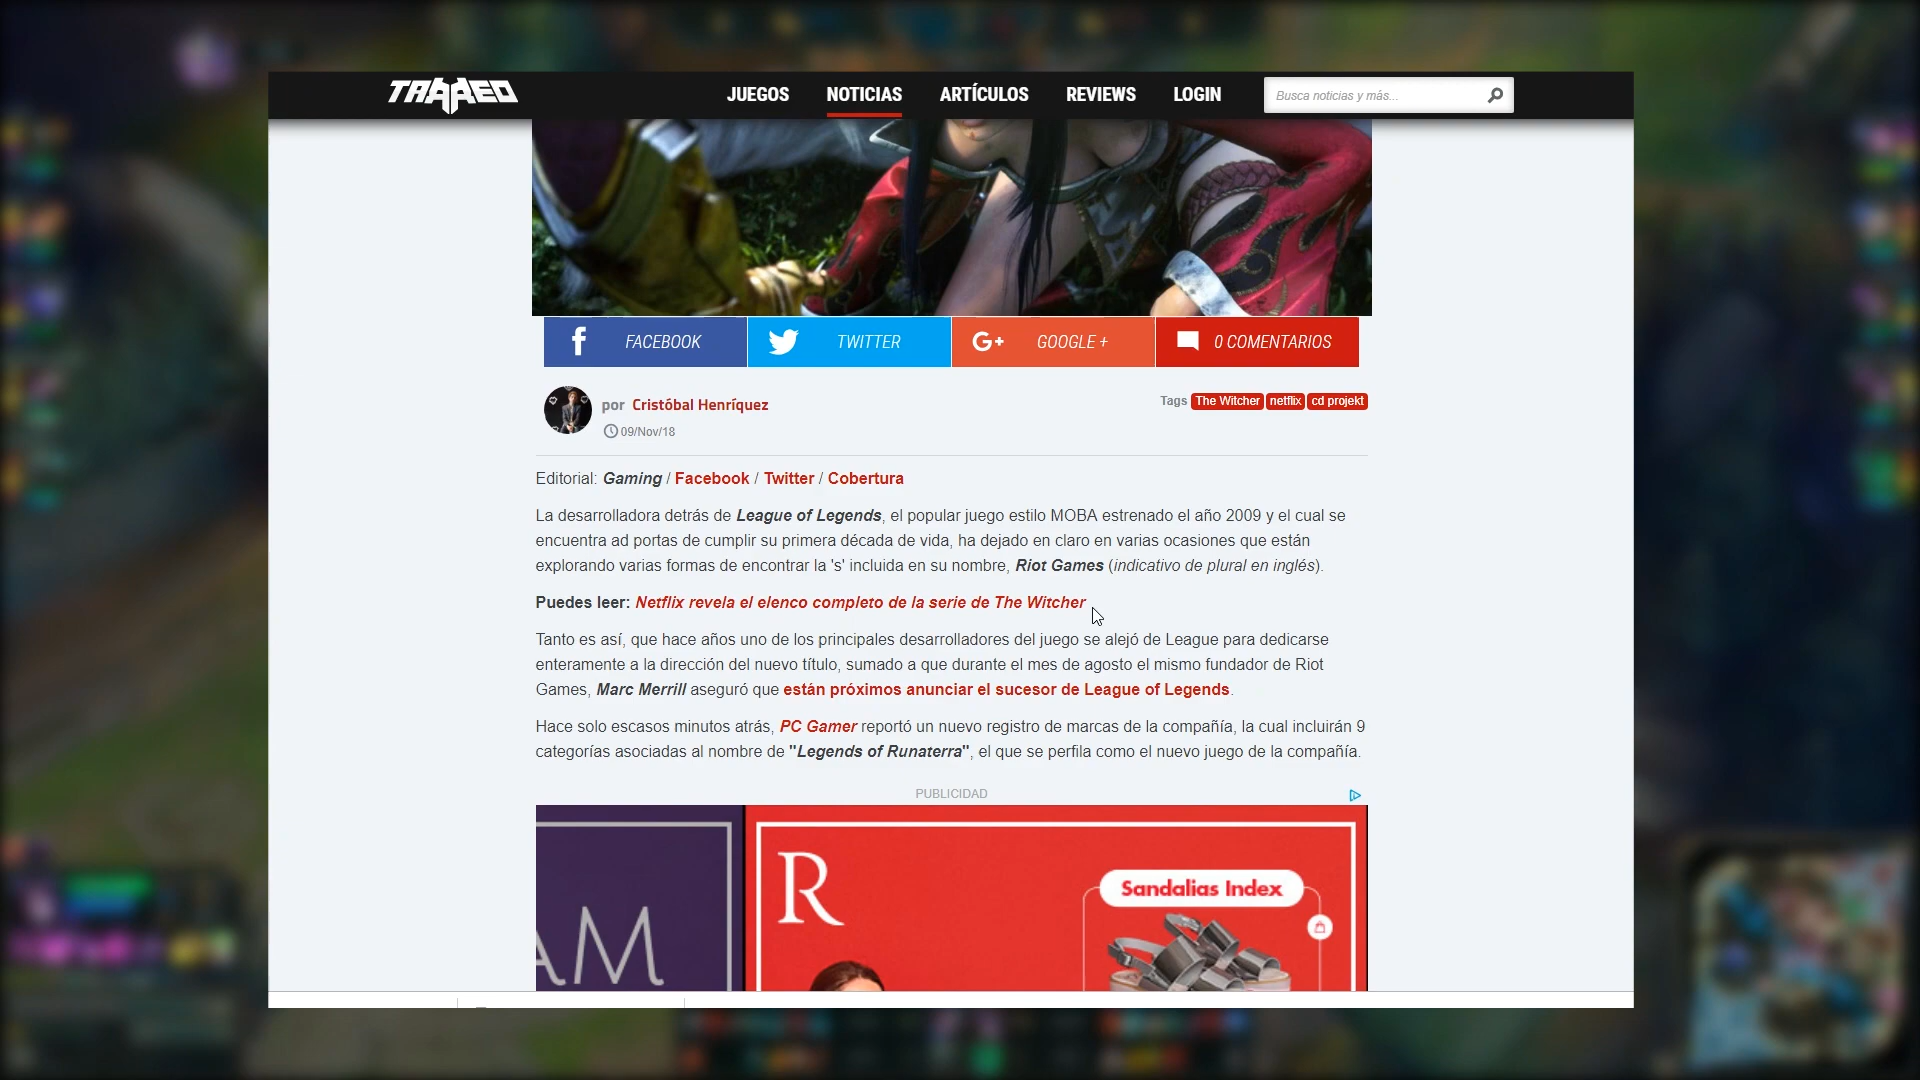 TARREO
JUEGOS NOTICIAS ARTÍCULOS REVIEWS LOGIN
Busca noticias y más...
FACEBOOK TWITTER G+ GOOGLE + 0 COMENTARIOS
por Cristóbal Henríquez
09/Nov/18
Tags The Witcher netflix cd projekt
Editorial: Gaming / Facebook / Twitter / Cobertura
La desarrolladora detrás de League of Legends, el popular juego estilo MOBA estrenado el año 2009 y el cual se
encuentra ad portas de cumplir su primera década de vida, ha dejado en claro en varias ocasiones que están
explorando varias formas de encontrar la 's' incluida en su nombre, Riot Games (indicativo de plural en inglés).
Puedes leer: Netflix revela el elenco completo de la serie de The Witcher
Tanto es así, que hace años uno de los principales desarrolladores del juego se alejó de League para dedicarse
enteramente a la dirección del nuevo título, sumado a que durante el mes de agosto el mismo fundador de Riot
Games, Marc Merrill aseguró que están próximos anunciar el sucesor de League of Legends.
Hace solo escasos minutos atrás, PC Gamer reportó un nuevo registro de marcas de la compañía, la cual incluirán 9
categorías asociadas al nombre de "Legends of Runaterra", el que se perfila como el nuevo juego de la compañía.
PUBLICIDAD
AM
R
Sandalias Index